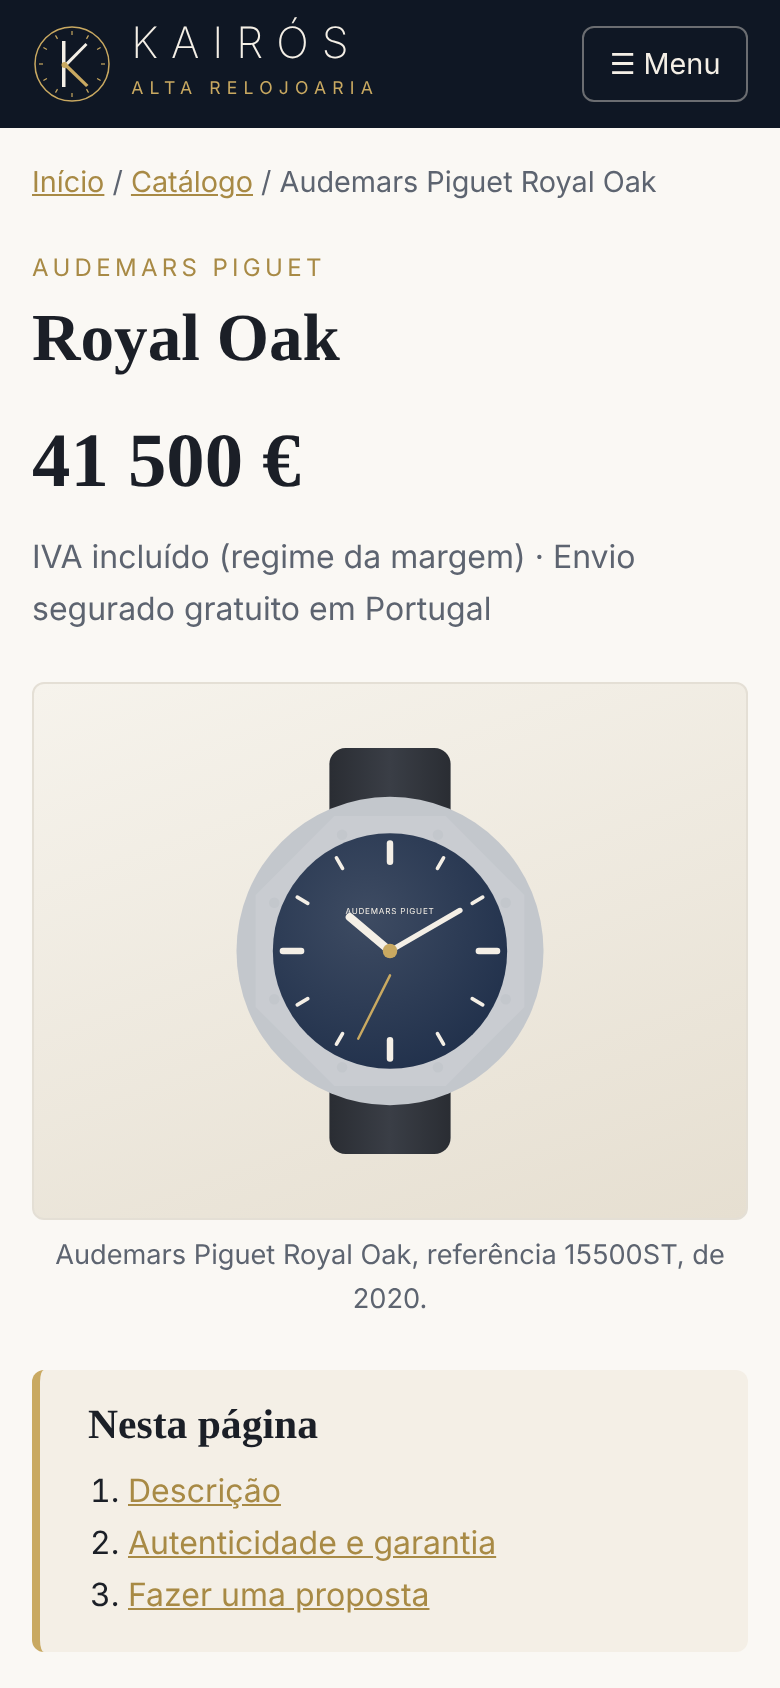 KAIRÓS
ALTA RELOJOARIA
☰ Menu
Início / Catálogo / Audemars Piguet Royal Oak
AUDEMARS PIGUET
Royal Oak
41 500 €
IVA incluído (regime da margem) · Envio
segurado gratuito em Portugal
AUDEMARS PIGUET
Audemars Piguet Royal Oak, referência 15500ST, de
2020.
Nesta página
1. Descrição
2. Autenticidade e garantia
3. Fazer uma proposta